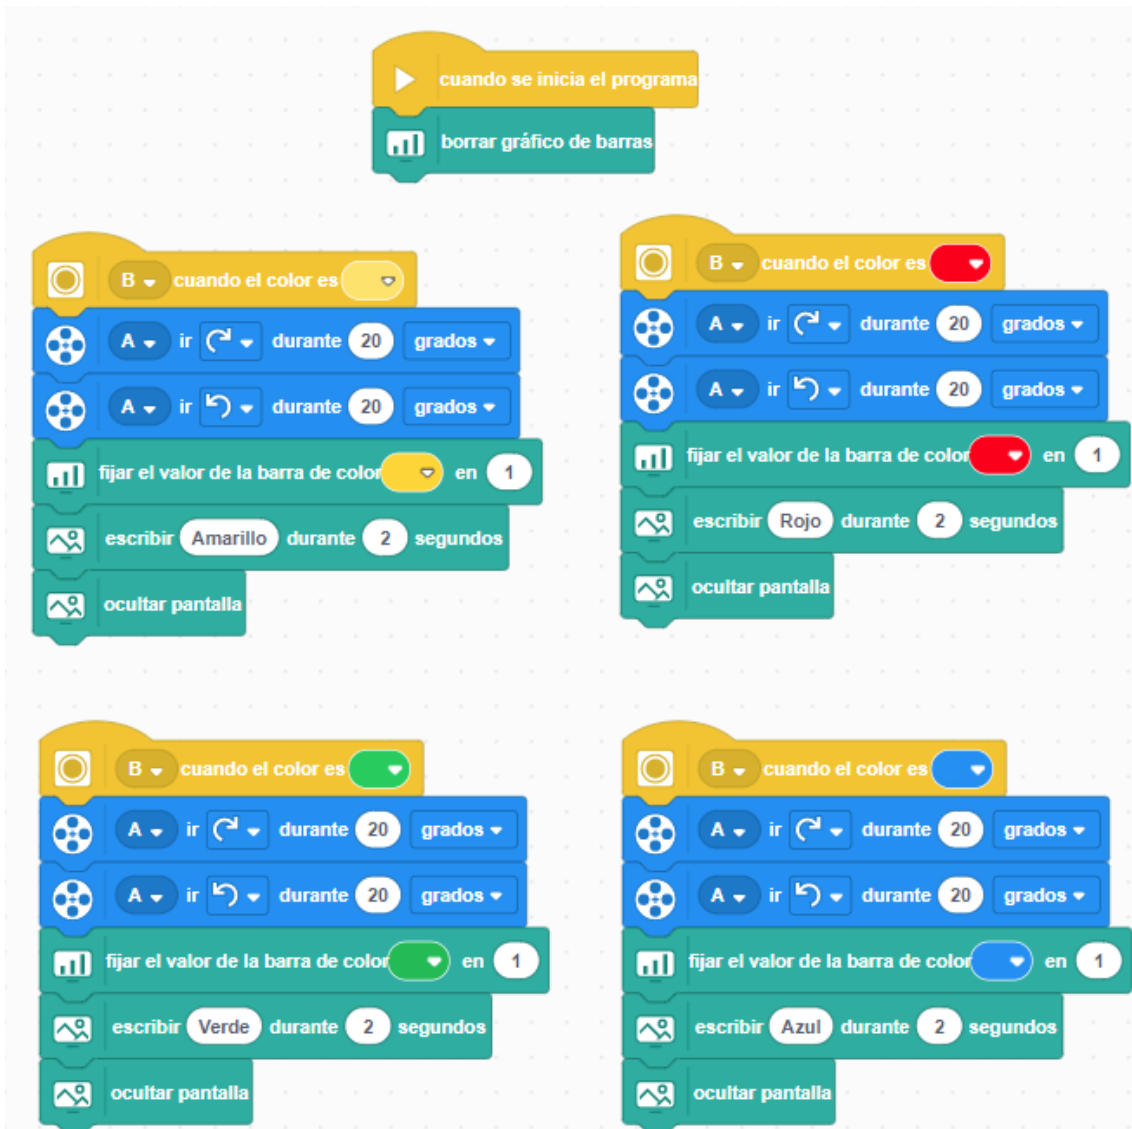 cuando se inicia el programa
borrar gráfico de barras
B cuando el color es
A ir durante 20 grados
A ir durante 20 grados
fijar el valor de la barra de color en 1
escribir Amarillo durante 2 segundos
ocultar pantalla
B cuando el color es
A ir durante 20 grados
A ir durante 20 grados
fijar el valor de la barra de color en 1
escribir Rojo durante 2 segundos
ocultar pantalla
B cuando el color es
A ir durante 20 grados
A ir durante 20 grados
fijar el valor de la barra de color en 1
escribir Verde durante 2 segundos
ocultar pantalla
B cuando el color es
A ir durante 20 grados
A ir durante 20 grados
fijar el valor de la barra de color en 1
escribir Azul durante 2 segundos
ocultar pantalla